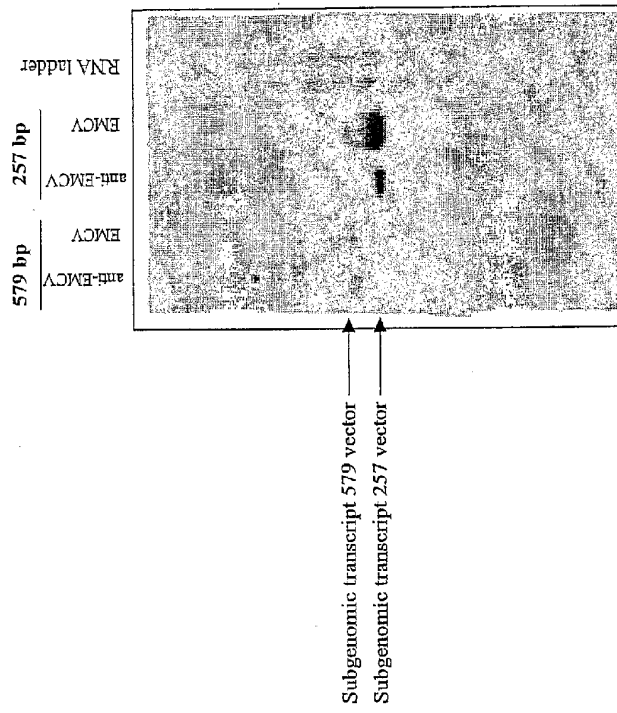 579 bp
257 bp
anti-EMCV
EMCV
anti-EMCV
EMCV
RNA ladder
Subgenomic transcript 579 vector
Subgenomic transcript 257 vector